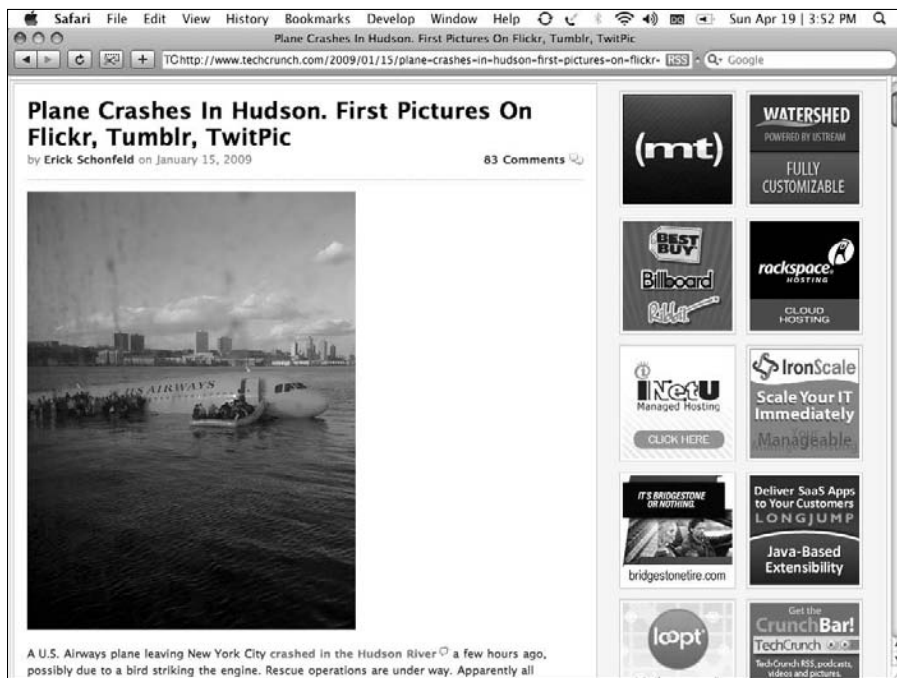 Safari File Edit View History Bookmarks Develop Window Help Sun Apr 19 | 3:52 PM
Plane Crashes In Hudson. First Pictures On Flickr, Tumblr, TwitPic
TC http://www.techcrunch.com/2009/01/15/plane-crashes-in-hudson-first-pictures-on-flickr- RSS Google
Plane Crashes In Hudson. First Pictures On
Flickr, Tumblr, TwitPic
by Erick Schonfeld on January 15, 2009
83 Comments
US AIRWAYS
A U.S. Airways plane leaving New York City crashed in the Hudson River a few hours ago,
possibly due to a bird striking the engine. Rescue operations are under way. Apparently all
(mt)
WATERSHED
POWERED BY USTREAM
FULLY
CUSTOMIZABLE
BEST
BUY
Billboard
rackspace.
HOSTING
CLOUD
HOSTING
iNetU
Managed Hosting
CLICK HERE
IronScale
Scale Your IT
Immediately
Manageable
IT'S BRIDGESTONE
OR NOTHING.
bridgestonetire.com
Deliver SaaS Apps
to Your Customers
LONGJUMP
Java-Based
Extensibility
loopt
Get the
CrunchBar!
TechCrunch
TechCrunch RSS, podcasts,
videos and pictures.